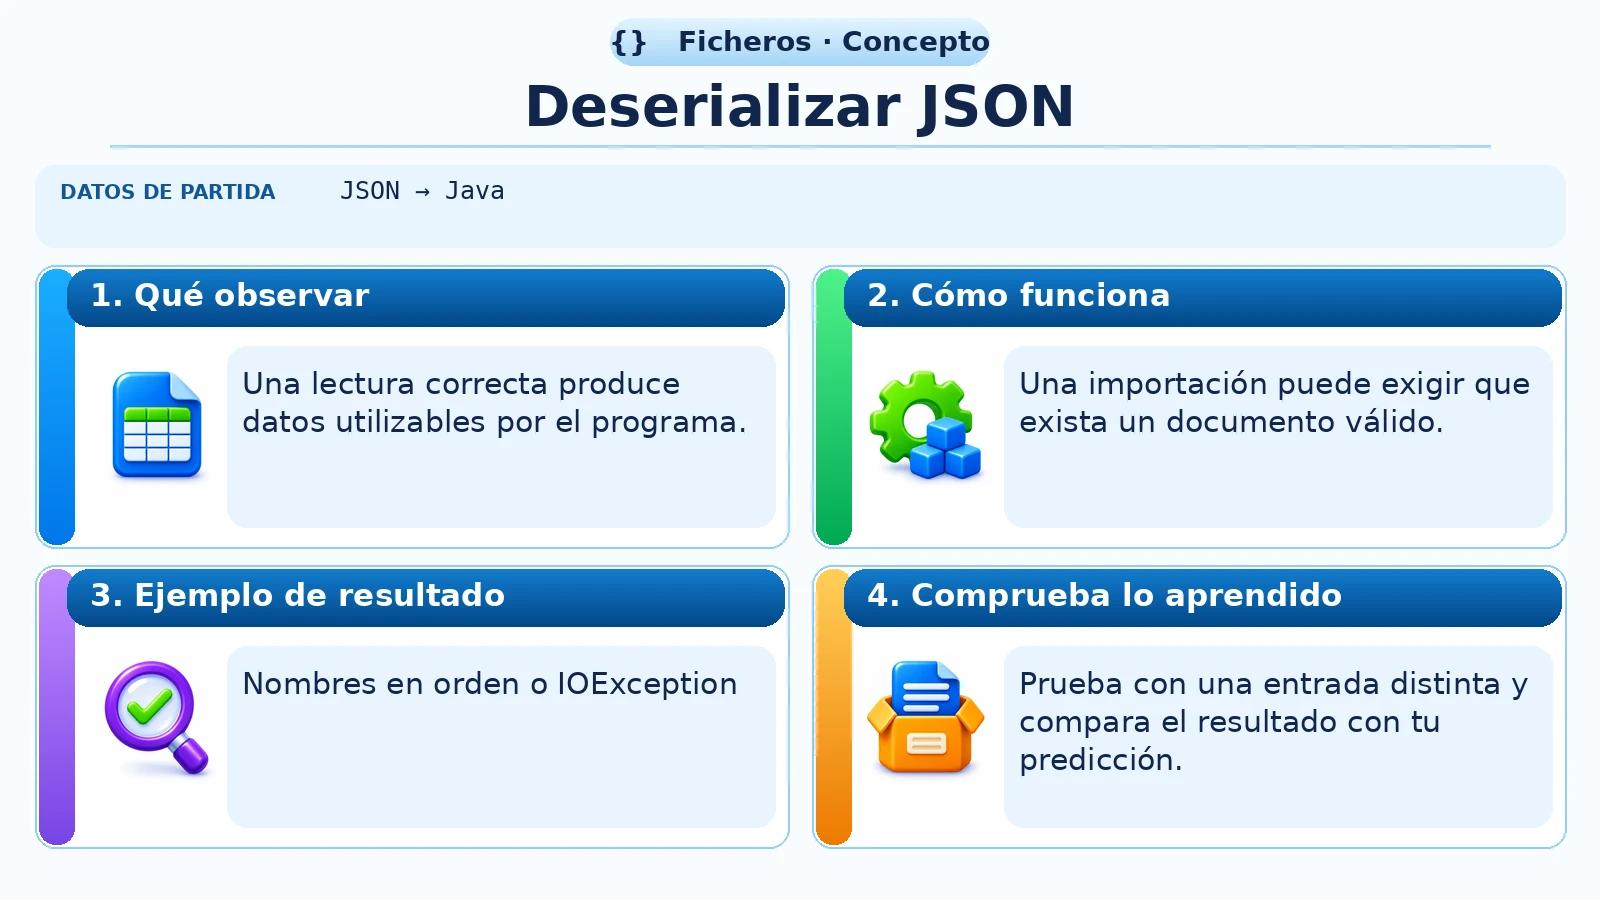 {} Ficheros · Concepto
Deserializar JSON
DATOS DE PARTIDA JSON → Java
1. Qué observar
Una lectura correcta produce
datos utilizables por el programa.
2. Cómo funciona
Una importación puede exigir que
exista un documento válido.
3. Ejemplo de resultado
Nombres en orden o IOException
4. Comprueba lo aprendido
Prueba con una entrada distinta y
compara el resultado con tu
predicción.